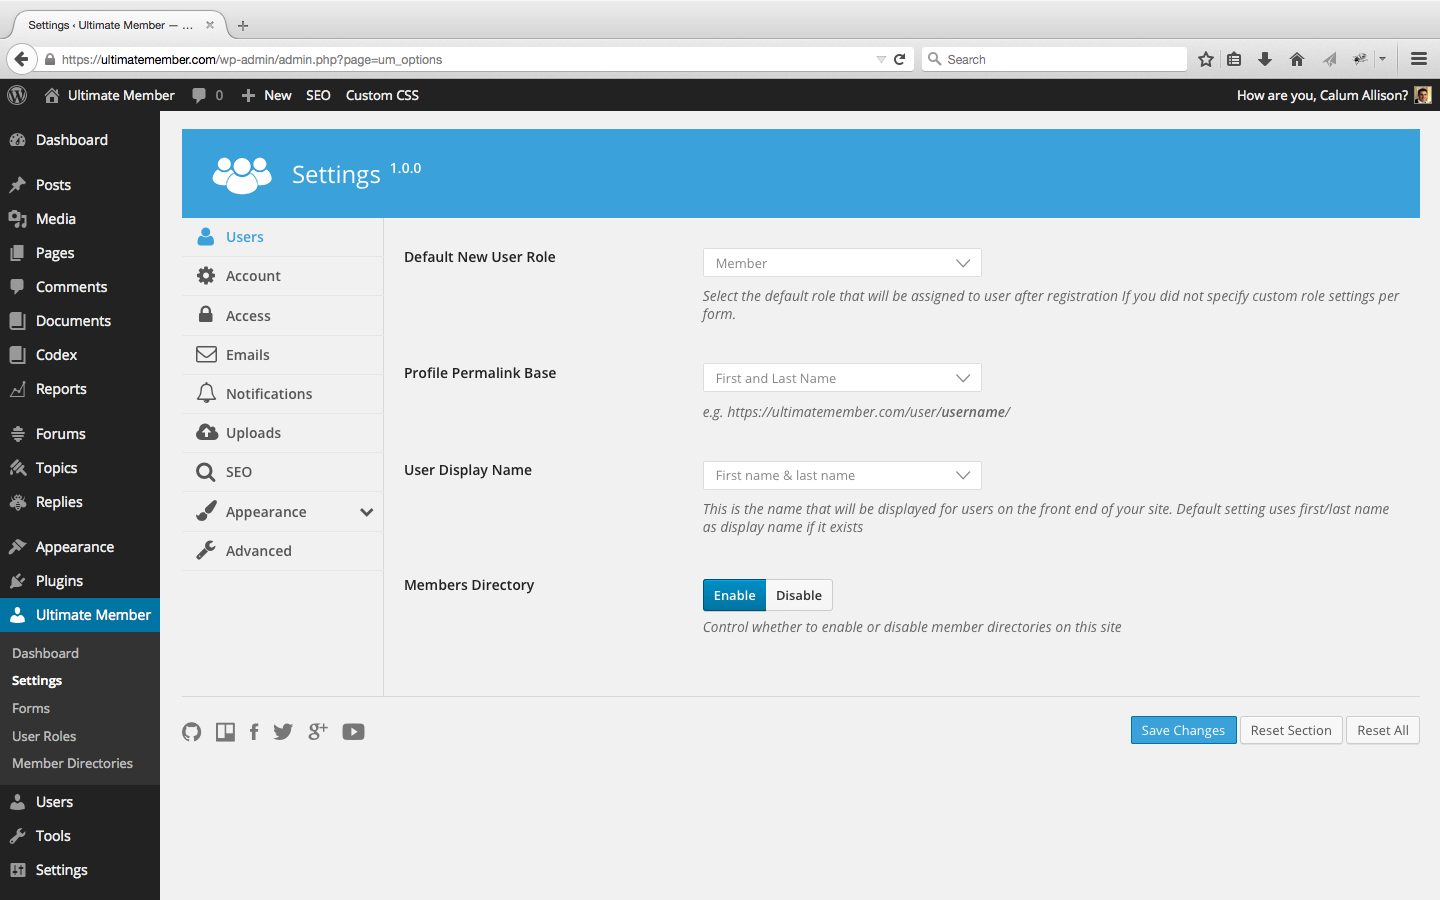 Settings ‹ Ultimate Member — ...
https://ultimatemember.com/wp-admin/admin.php?page=um_options
Search
Ultimate Member
0
New
SEO
Custom CSS
How are you, Calum Allison?
Dashboard
Posts
Media
Pages
Comments
Documents
Codex
Reports
Forums
Topics
Replies
Appearance
Plugins
Ultimate Member
Dashboard
Settings
Forms
User Roles
Member Directories
Users
Tools
Settings
Settings 1.0.0
Users
Account
Access
Emails
Notifications
Uploads
SEO
Appearance
Advanced
Default New User Role
Member
Select the default role that will be assigned to user after registration If you did not specify custom role settings per
form.
Profile Permalink Base
First and Last Name
e.g. https://ultimatemember.com/user/username/
User Display Name
First name & last name
This is the name that will be displayed for users on the front end of your site. Default setting uses first/last name
as display name if it exists
Members Directory
Enable
Disable
Control whether to enable or disable member directories on this site
Save Changes
Reset Section
Reset All